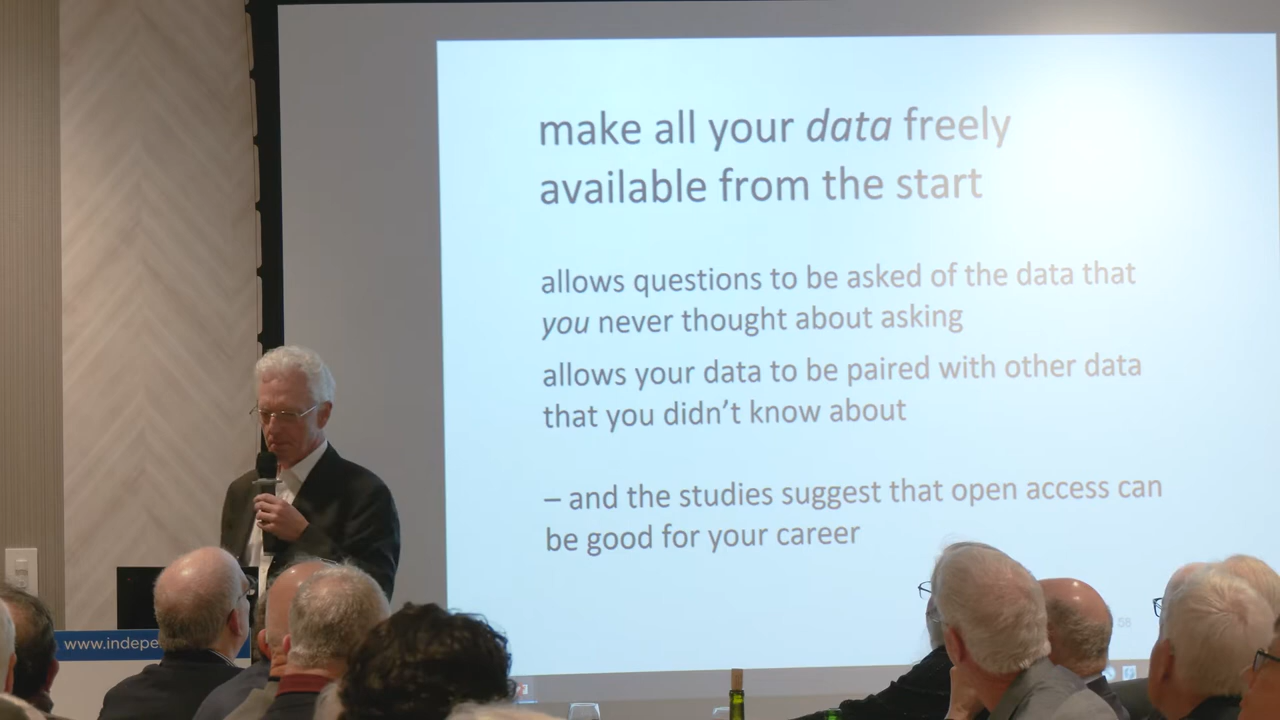 make all your data freely
available from the start
allows questions to be asked of the data that
you never thought about asking
allows your data to be paired with other data
that you didn't know about
– and the studies suggest that open access can
be good for your career
58
www.indepe